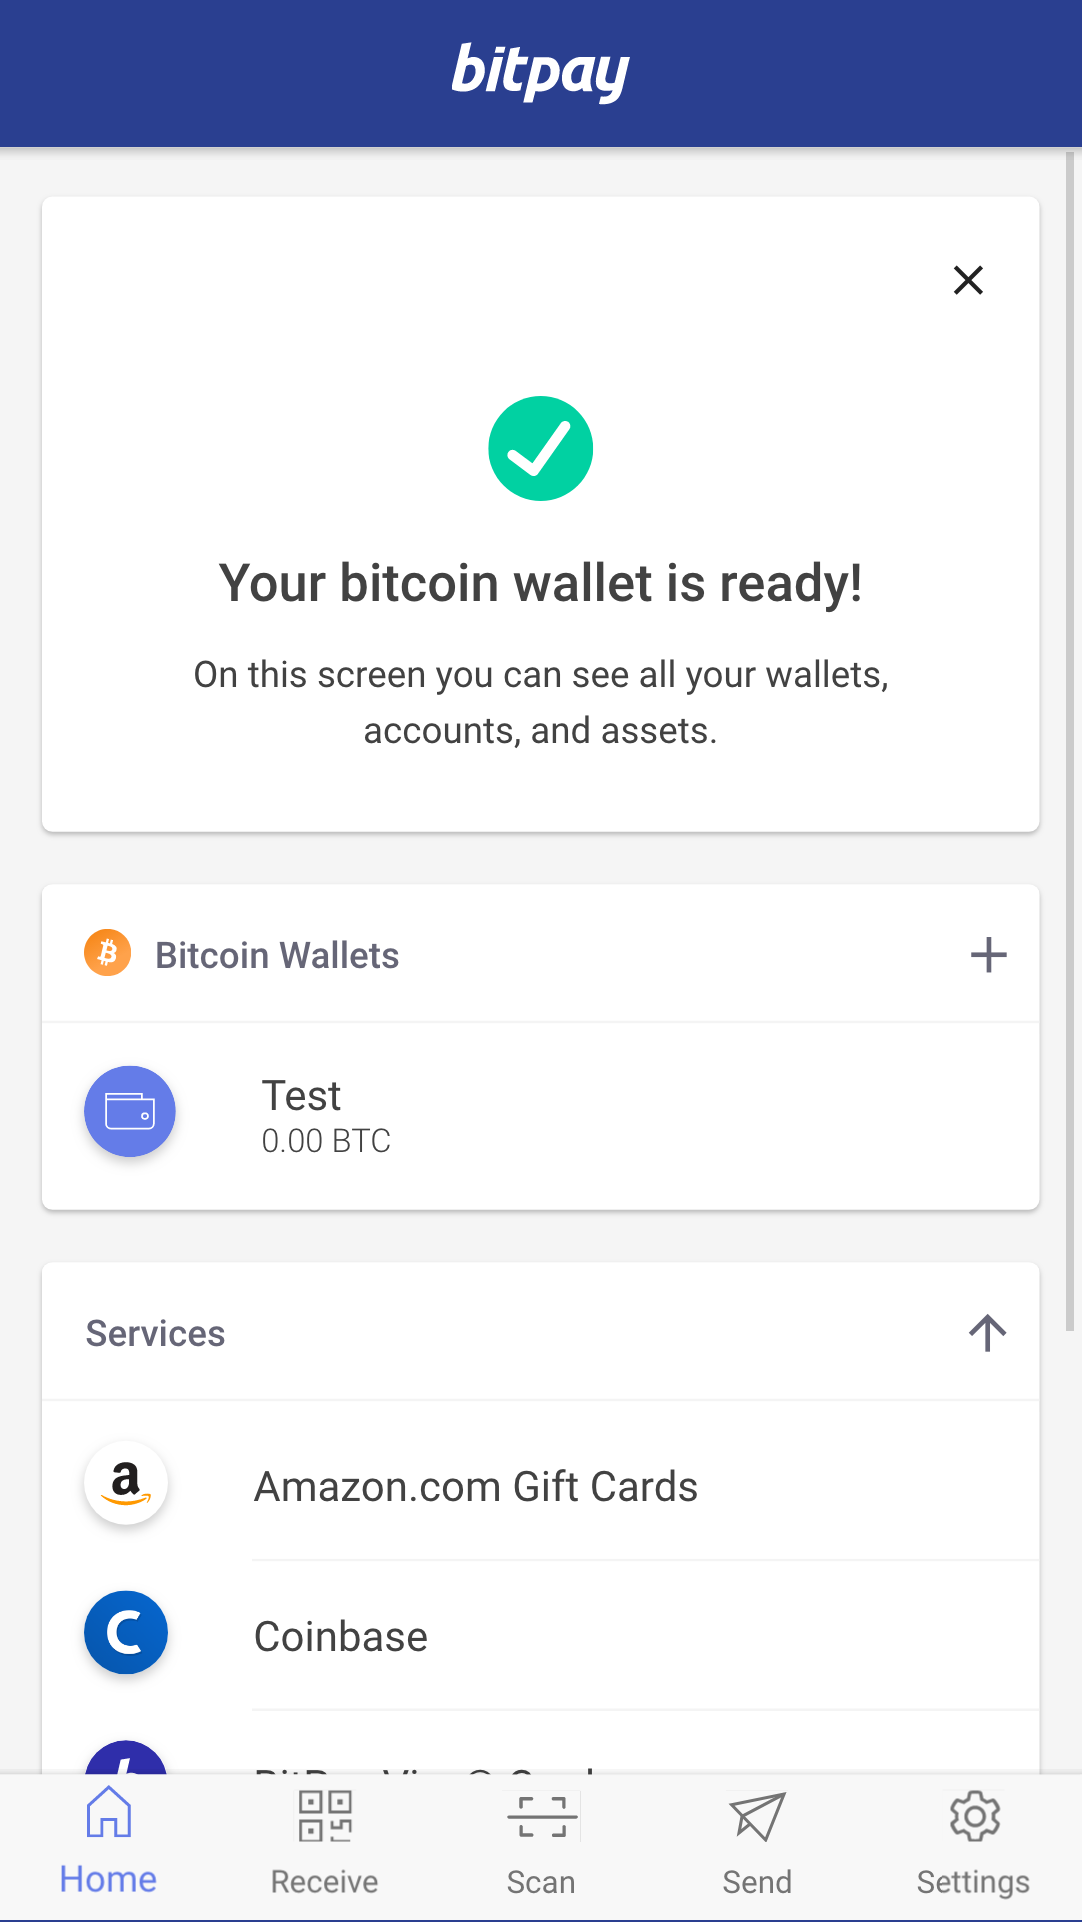 bitpay
Your bitcoin wallet is ready!
On this screen you can see all your wallets,
accounts, and assets.
Bitcoin Wallets
Test
0.00 BTC
Services
Amazon.com Gift Cards
Coinbase
Home
Receive
Scan
Send
Settings